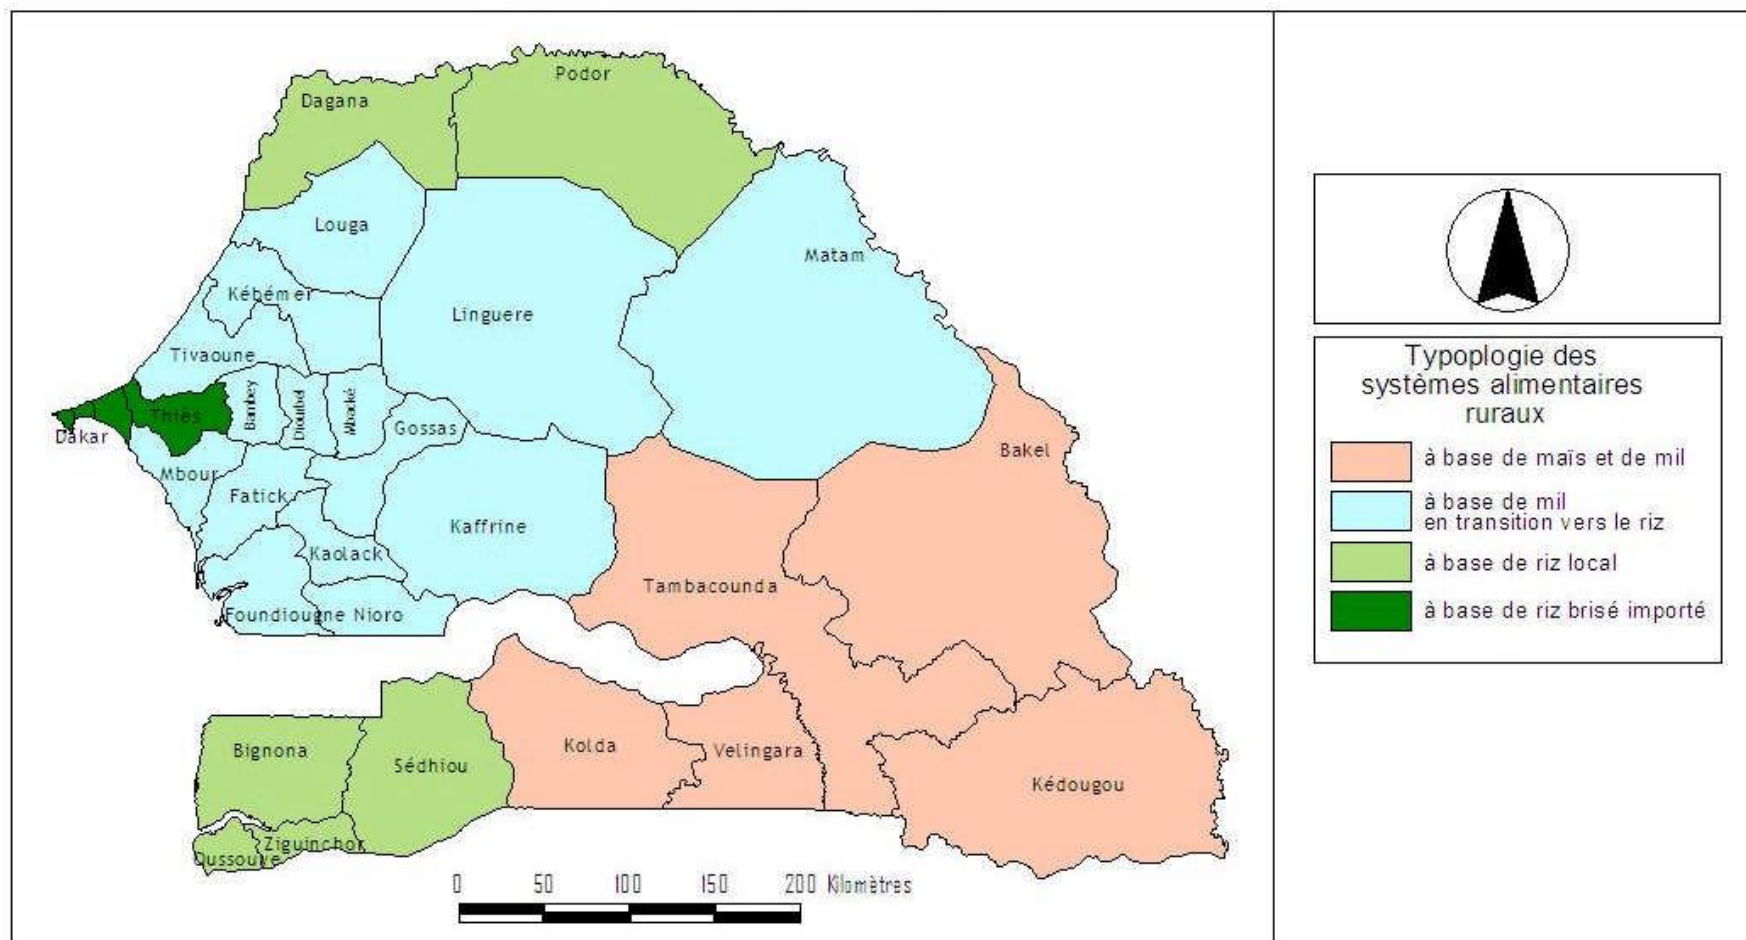 Podor
Dagana
Louga
Matam
Kébémer
Linguere
Tivaoune
Thiès
Bambey
Diourbel
Mbacké
Gossas
Dakar
Bakel
Mbour
Fatick
Kaffrine
Kaolack
Tambacounda
Foundiougne Nioro
Kolda
Velingara
Bignona
Sédhiou
Kédougou
Ziguinchor
Oussouye
0 50 100 150 200 Kilomètres
Typoplogie des
systèmes alimentaires
ruraux
à base de maïs et de mil
à base de mil
en transition vers le riz
à base de riz local
à base de riz brisé importé